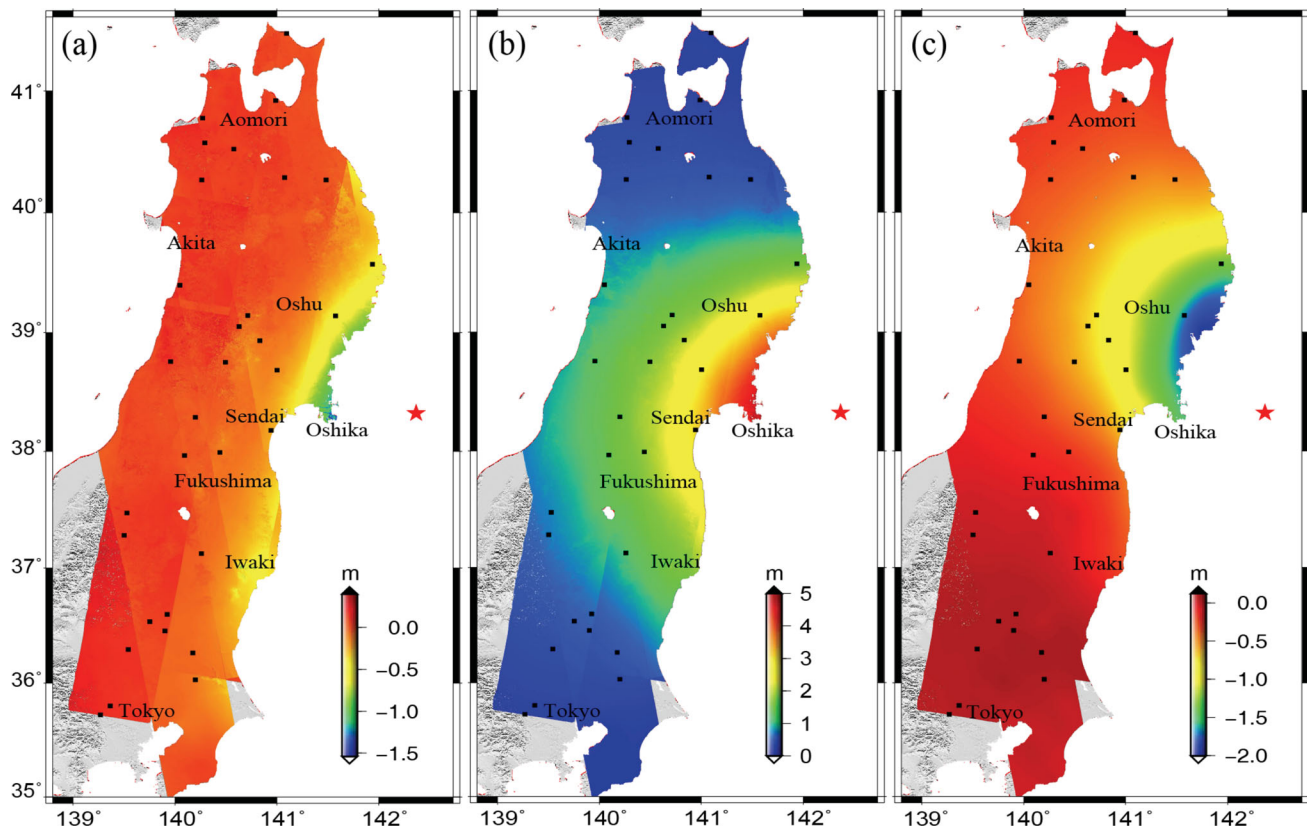 (a)
(b)
(c)
41°
40°
39°
38°
37°
36°
35°
Aomori
Akita
Oshu
Sendai
Oshika
Fukushima
Iwaki
Tokyo
m
0.0
−0.5
−1.0
−1.5
139°
140°
141°
142°
Aomori
Akita
Oshu
Sendai
Oshika
Fukushima
Iwaki
Tokyo
m
5
4
3
2
1
0
139°
140°
141°
142°
Aomori
Akita
Oshu
Sendai
Oshika
Fukushima
Iwaki
Tokyo
m
0.0
−0.5
−1.0
−1.5
−2.0
139°
140°
141°
142°